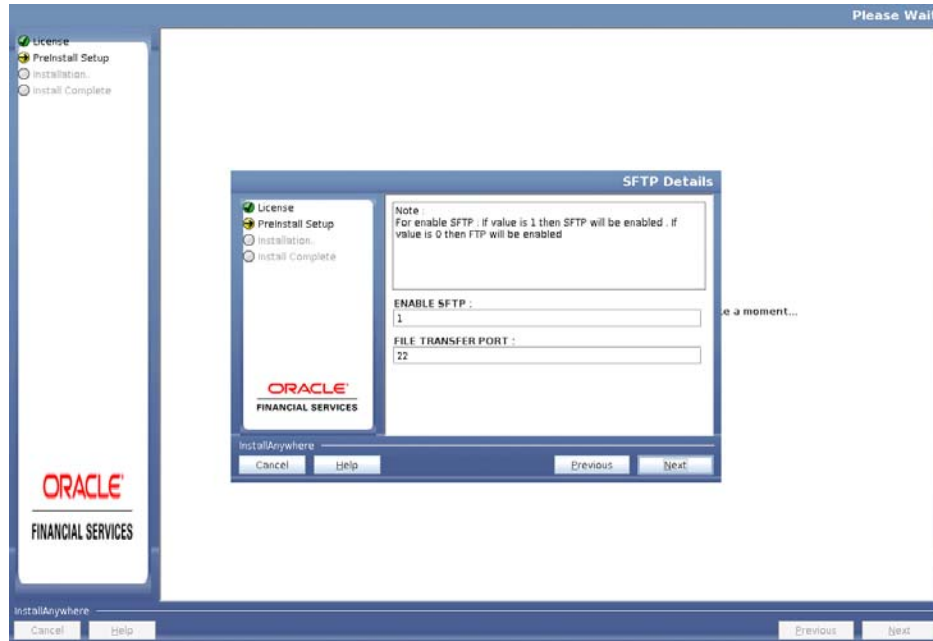 Please Wait
License
PreInstall Setup
Installation..
Install Complete
SFTP Details
License
PreInstall Setup
Installation..
Install Complete
Note :
For enable SFTP : If value is 1 then SFTP will be enabled . If
value is 0 then FTP will be enabled
ENABLE SFTP :
1
FILE TRANSFER PORT :
22
a moment...
ORACLE
FINANCIAL SERVICES
InstallAnywhere
Cancel
Help
Previous
Next
ORACLE
FINANCIAL SERVICES
InstallAnywhere
Cancel
Help
Previous
Next